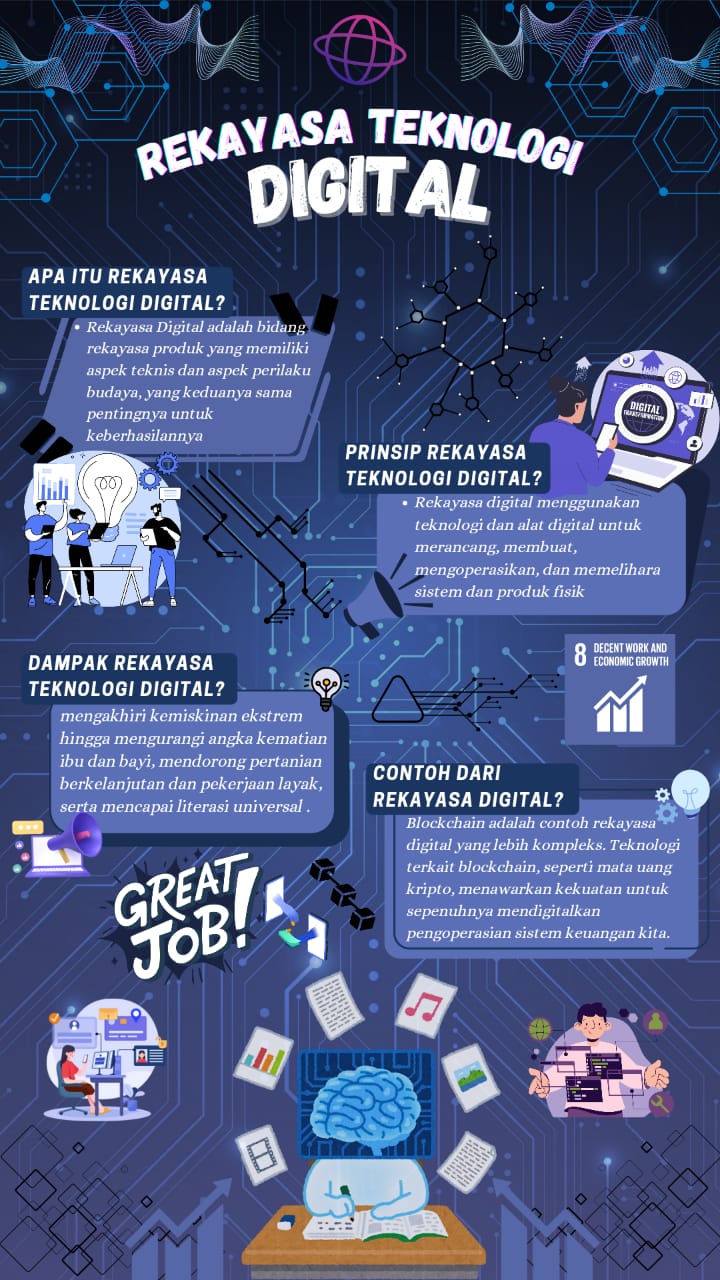 REKAYASA TEKNOLOGI
DIGITAL
APA ITU REKAYASA
TEKNOLOGI DIGITAL?
• Rekayasa Digital adalah bidang
rekayasa produk yang memiliki
aspek teknis dan aspek perilaku
budaya, yang keduanya sama
pentingnya untuk
keberhasilannya
DIGITAL
TRANSFORMATION
PRINSIP REKAYASA
TEKNOLOGI DIGITAL?
• Rekayasa digital menggunakan
teknologi dan alat digital untuk
merancang, membuat,
mengoperasikan, dan memelihara
sistem dan produk fisik
8 DECENT WORK AND
ECONOMIC GROWTH
DAMPAK REKAYASA
TEKNOLOGI DIGITAL?
mengakhiri kemiskinan ekstrem
hingga mengurangi angka kematian
ibu dan bayi, mendorong pertanian
berkelanjutan dan pekerjaan layak,
serta mencapai literasi universal .
CONTOH DARI
REKAYASA DIGITAL?
Blockchain adalah contoh rekayasa
digital yang lebih kompleks. Teknologi
terkait blockchain, seperti mata uang
kripto, menawarkan kekuatan untuk
sepenuhnya mendigitalkan
pengoperasian sistem keuangan kita.
GREAT
JOB!